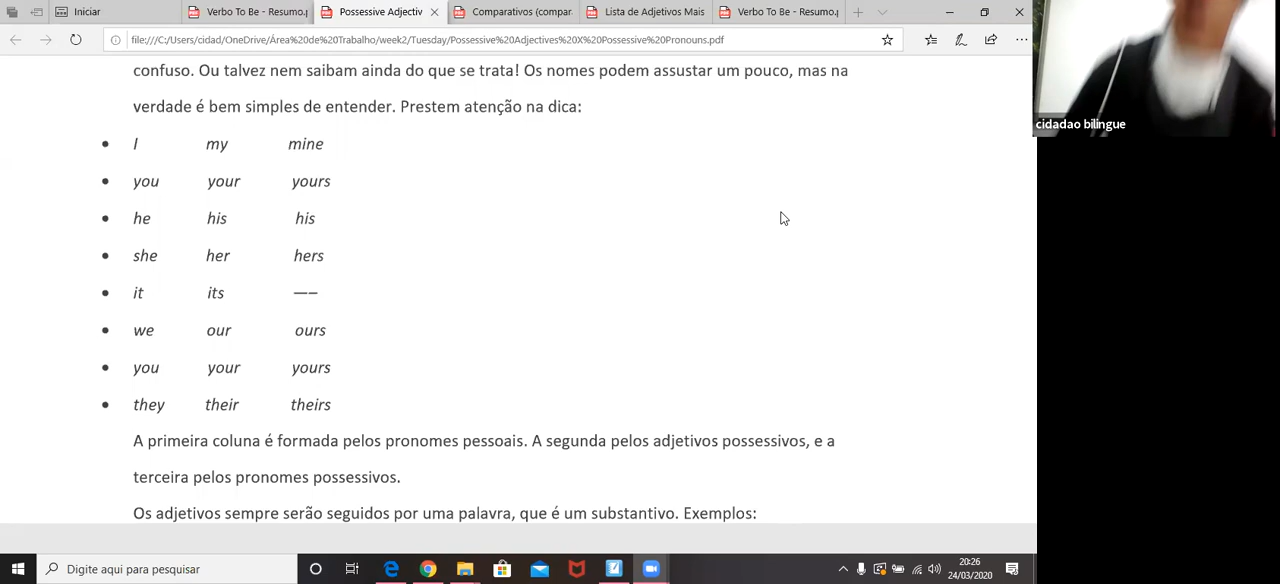 Iniciar
Verbo To Be - Resumo.p
Possessive Adjectiv
Comparativos (compar
Lista de Adjetivos Mais
Verbo To Be - Resumo.p
file:///C:/Users/cidad/OneDrive/Área%20de%20Trabalho/week2/Tuesday/Possessive%20Adjectives%20X%20Possessive%20Pronouns.pdf
cidadao bilingue
confuso. Ou talvez nem saibam ainda do que se trata! Os nomes podem assustar um pouco, mas na
verdade é bem simples de entender. Prestem atenção na dica:
• I my mine
• you your yours
• he his his
• she her hers
• it its —–
• we our ours
• you your yours
• they their theirs
A primeira coluna é formada pelos pronomes pessoais. A segunda pelos adjetivos possessivos, e a
terceira pelos pronomes possessivos.
Os adjetivos sempre serão seguidos por uma palavra, que é um substantivo. Exemplos:
Digite aqui para pesquisar
20:26
24/03/2020